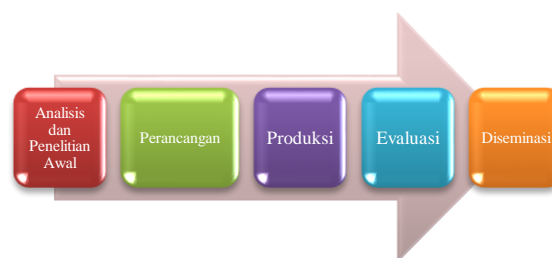 Analisis
dan
Penelitian
Awal
Perancangan
Produksi
Evaluasi
Diseminasi